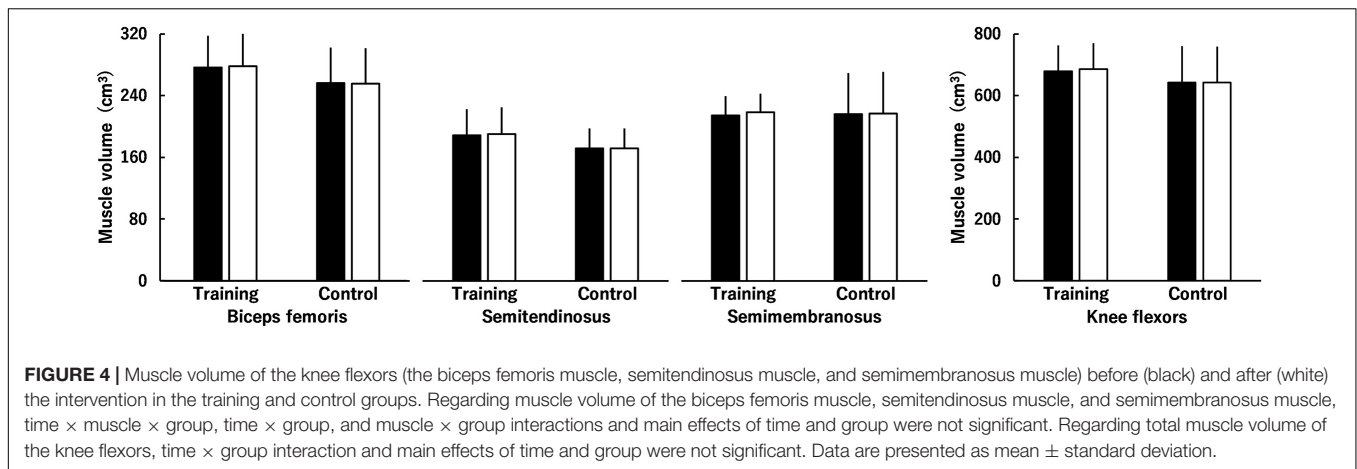 Muscle volume (cm³)
320
240
160
80
0
Training Control
Biceps femoris
Training Control
Semitendinosus
Training Control
Semimembranosus
Muscle volume (cm³)
800
600
400
200
0
Training Control
Knee flexors
FIGURE 4 | Muscle volume of the knee flexors (the biceps femoris muscle, semitendinosus muscle, and semimembranosus muscle) before (black) and after (white)
the intervention in the training and control groups. Regarding muscle volume of the biceps femoris muscle, semitendinosus muscle, and semimembranosus muscle,
time × muscle × group, time × group, and muscle × group interactions and main effects of time and group were not significant. Regarding total muscle volume of
the knee flexors, time × group interaction and main effects of time and group were not significant. Data are presented as mean ± standard deviation.